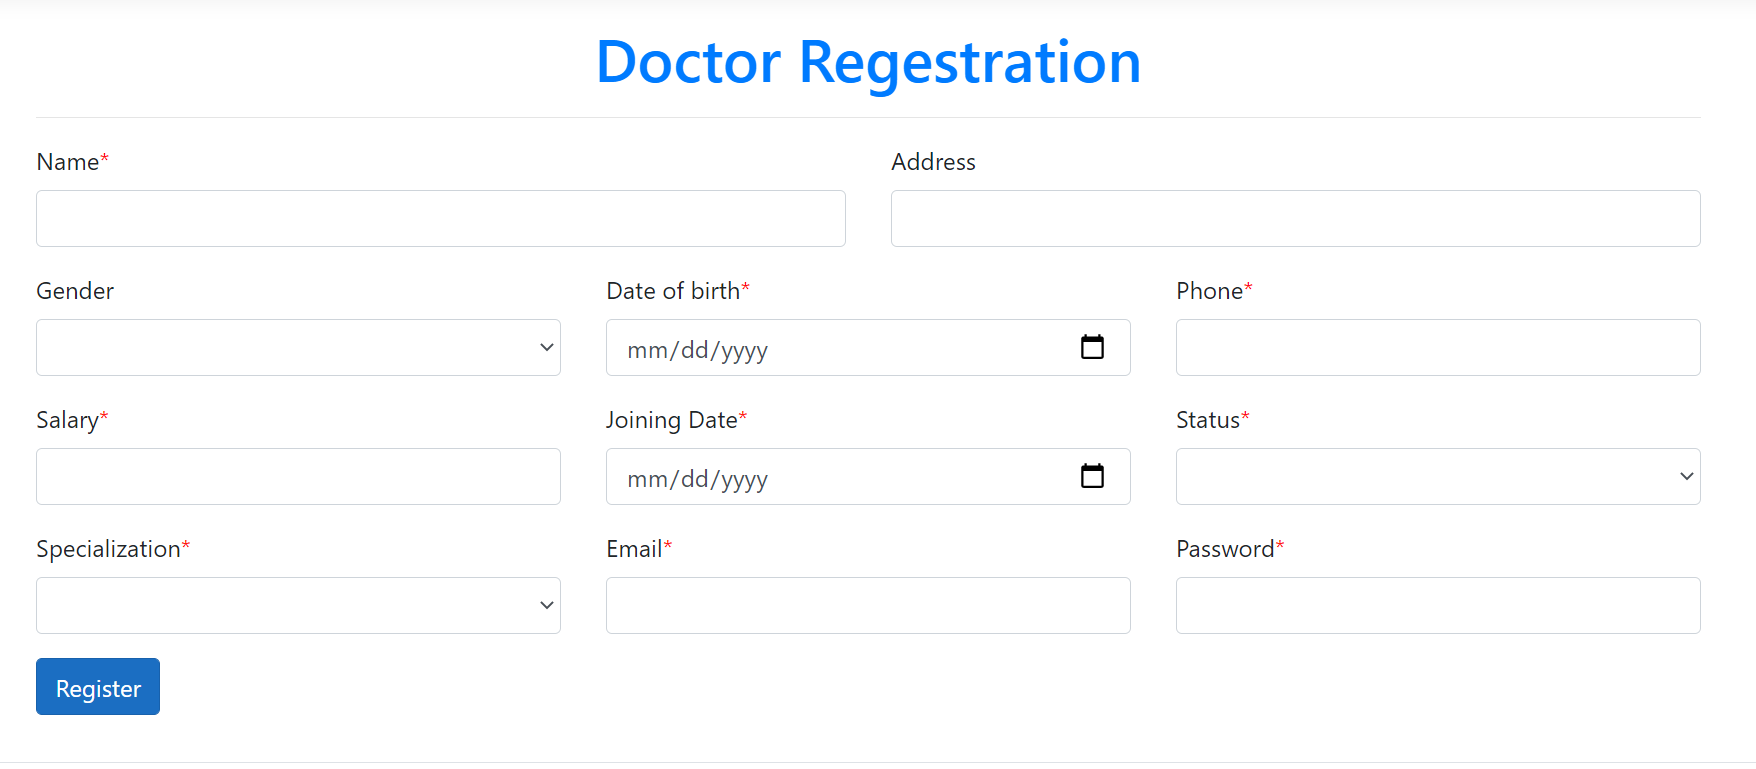 Doctor Regestration
Name* Address
Gender Date of birth* Phone*
mm/dd/yyyy
Salary* Joining Date* Status*
mm/dd/yyyy
Specialization* Email* Password*
Register